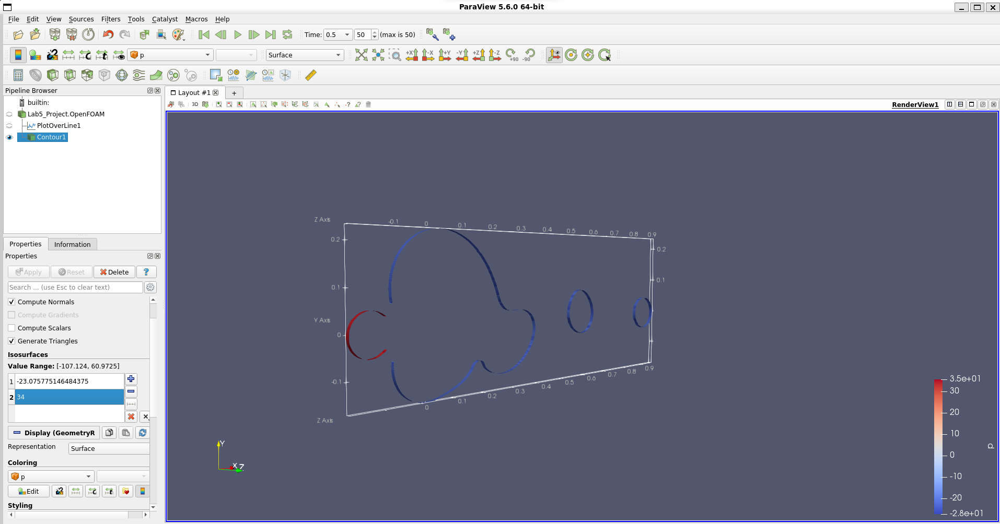 ParaView 5.6.0 64-bit
File Edit View Sources Filters Tools Catalyst Macros Help
Time: 0.5 50 (max is 50)
p Surface +X -X +Y -Y +Z -Z +90 -90
Pipeline Browser
builtin:
Lab5_Project.OpenFOAM
PlotOverLine1
Contour1
Properties Information
Properties
Apply Reset Delete ?
Search ... (use Esc to clear text)
Compute Normals
Compute Gradients
Compute Scalars
Generate Triangles
Isosurfaces
Value Range: [-107.124, 60.9725]
1 -23.075775146484375
2 34
Display (GeometryR
Representation Surface
Coloring
p
Edit
Styling
Layout #1 +
3D RenderView1
Z Axis -0.1 0 0.1 0.2 0.3 0.4 0.5 0.6 0.7 0.8 0.9
0.2 0.2
0.1 0.1
Y Axis
0
-0.1
0 0.1 0.2 0.3 0.4 0.5 0.6 0.7 0.8 0.9
Z Axis
Y
X Z
3.5e+01
30
20
10
0
-10
-20
-2.8e+01
p